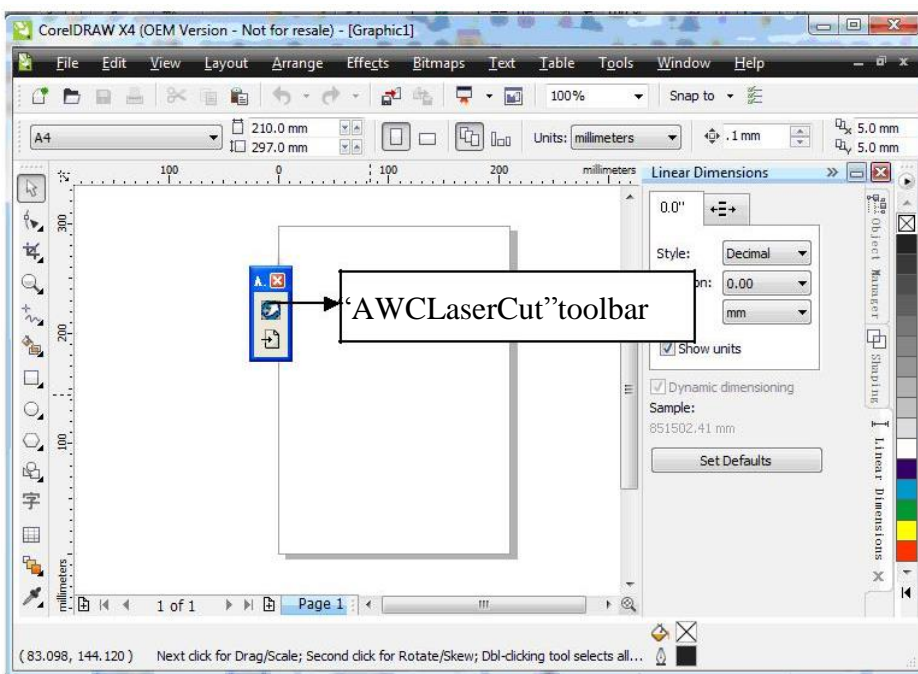 CorelDRAW X4 (OEM Version - Not for resale) - [Graphic1]
File Edit View Layout Arrange Effects Bitmaps Text Table Tools Window Help
100% Snap to
A4 210.0 mm 297.0 mm Units: millimeters .1 mm 5.0 mm 5.0 mm
100 0 100 200 millimeters
300
200
100
millimeters
Linear Dimensions
0.0"
Style: Decimal
0.00
mm
Show units
Dynamic dimensioning
Sample:
851502.41 mm
Set Defaults
Object Manager
Shaping
Linear Dimensions
A..
“AWCLaserCut”toolbar
字
1 of 1 Page 1
(83.098, 144.120) Next click for Drag/Scale; Second click for Rotate/Skew; Dbl-clicking tool selects all...